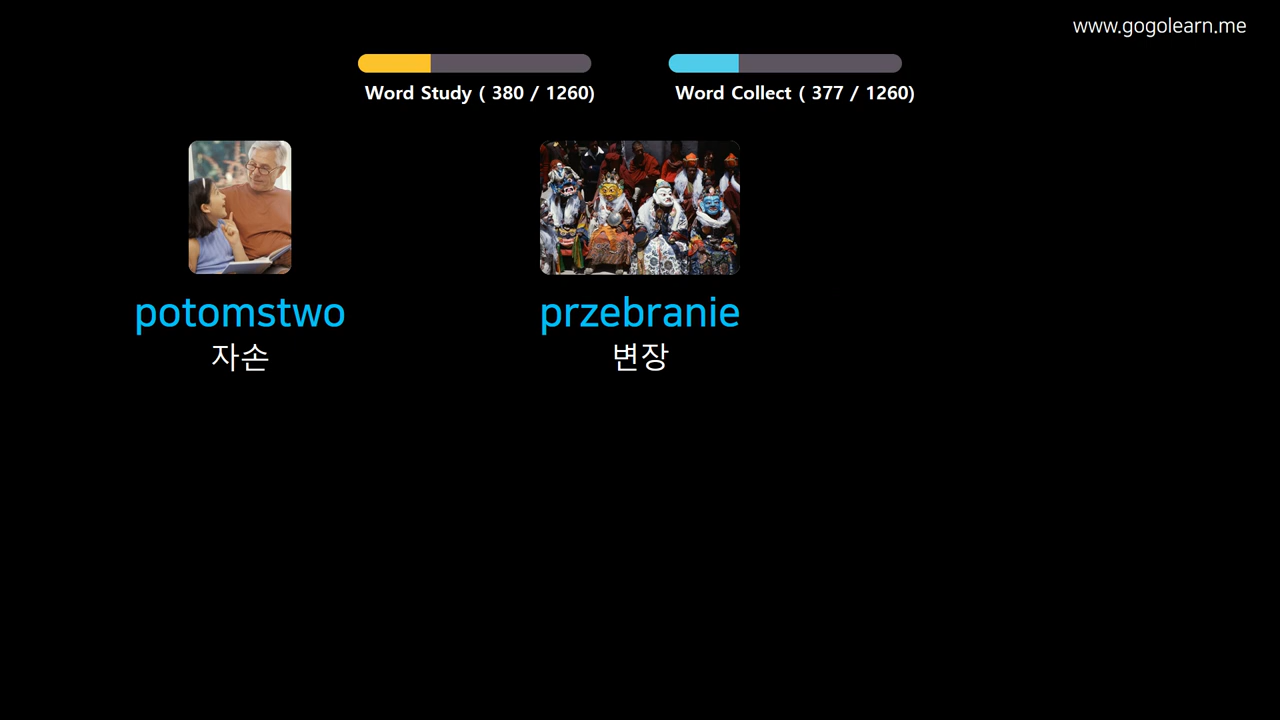 www.gogolearn.me
Word Study ( 380 / 1260)
Word Collect ( 377 / 1260)
potomstwo
자손
przebranie
변장